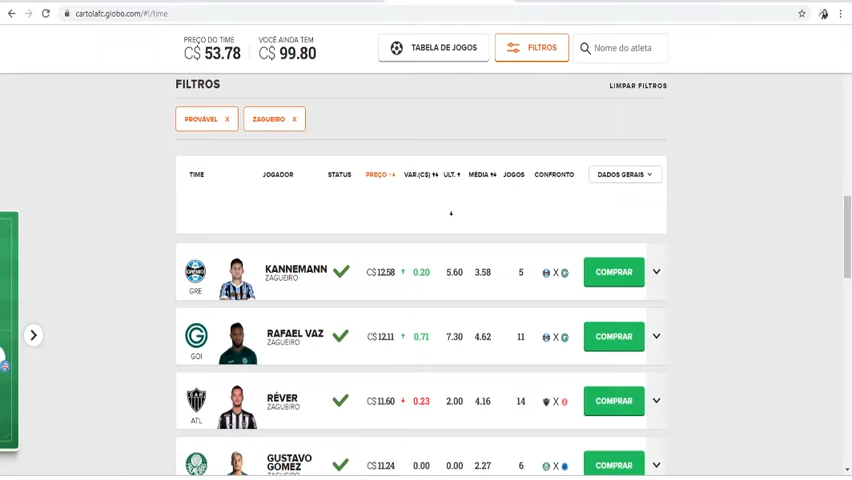 cartolafc.globo.com/#!/time
PREÇO DO TIME
C$ 53.78
VOCÊ AINDA TEM
C$ 99.80
TABELA DE JOGOS
FILTROS
Nome do atleta
FILTROS
LIMPAR FILTROS
PROVÁVEL X
ZAGUEIRO X
TIME JOGADOR STATUS PREÇO VAR.(C$) ULT. MÉDIA JOGOS CONFRONTO DADOS GERAIS
GRE
KANNEMANN
ZAGUEIRO
C$ 12.58 0.20 5.60 3.58 5 X COMPRAR
GOI
RAFAEL VAZ
ZAGUEIRO
C$ 12.11 0.71 7.30 4.62 11 X COMPRAR
ATL
RÉVER
ZAGUEIRO
C$ 11.60 0.23 2.00 4.16 14 X COMPRAR
GUSTAVO
GÓMEZ
ZAGUEIRO
C$ 11.24 0.00 0.00 2.27 6 X COMPRAR